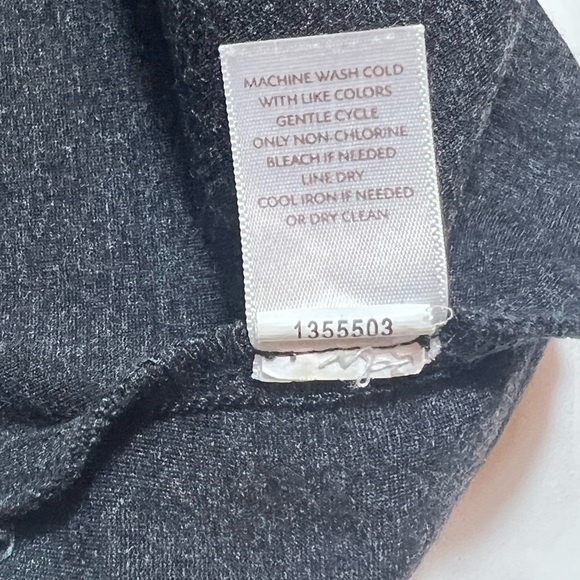 MACHINE WASH COLD
WITH LIKE COLORS
GENTLE CYCLE
ONLY NON-CHLORINE
BLEACH IF NEEDED
LINE DRY
COOL IRON IF NEEDED
OR DRY CLEAN
1355503